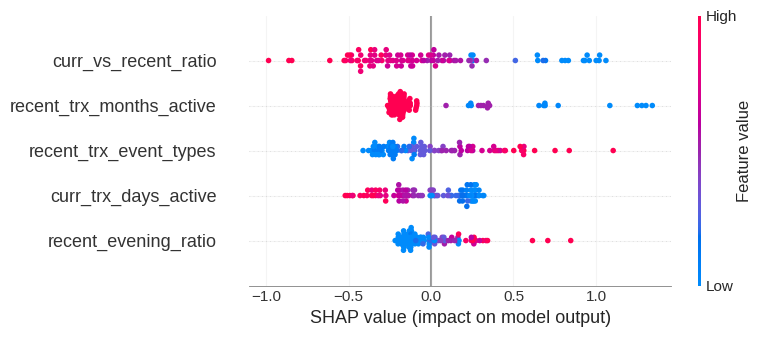 High
curr_vs_recent_ratio
recent_trx_months_active
recent_trx_event_types
curr_trx_days_active
recent_evening_ratio
Feature value
Low
−1.0 −0.5 0.0 0.5 1.0
SHAP value (impact on model output)